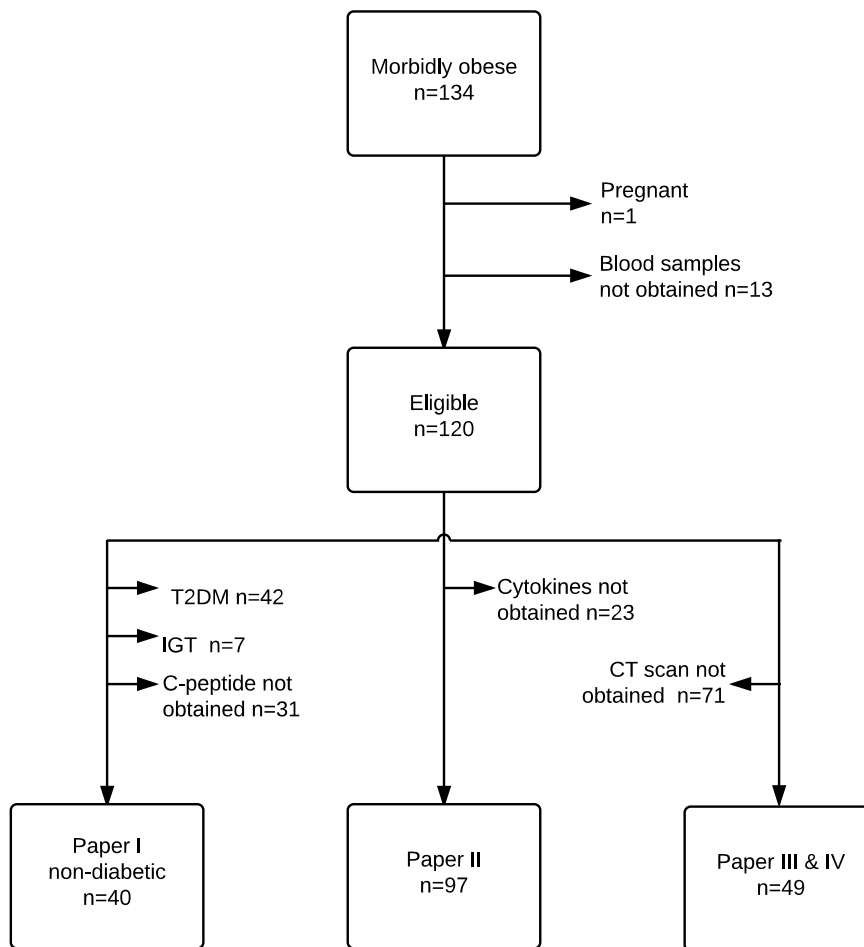 Morbidly obese
n=134
Pregnant
n=1
Blood samples
not obtained n=13
Eligible
n=120
T2DM n=42
IGT n=7
C-peptide not
obtained n=31
Cytokines not
obtained n=23
CT scan not
obtained n=71
Paper I
non-diabetic
n=40
Paper II
n=97
Paper III & IV
n=49